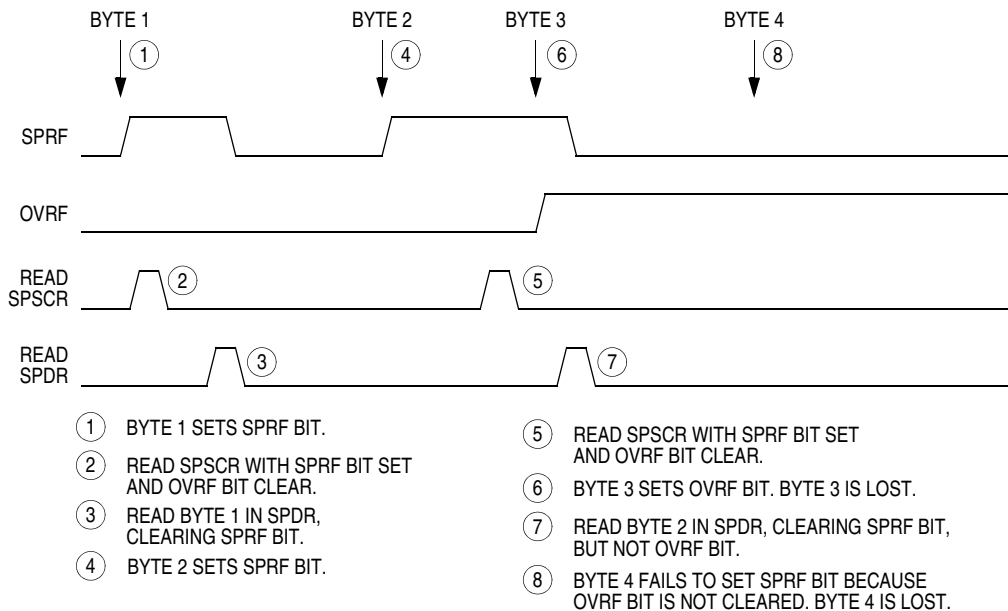 BYTE 1
BYTE 2
BYTE 3
BYTE 4
1
4
6
8
SPRF
OVRF
READ
SPSCR
2
5
READ
SPDR
3
7
1 BYTE 1 SETS SPRF BIT.
2 READ SPSCR WITH SPRF BIT SET
AND OVRF BIT CLEAR.
3 READ BYTE 1 IN SPDR,
CLEARING SPRF BIT.
4 BYTE 2 SETS SPRF BIT.
5 READ SPSCR WITH SPRF BIT SET
AND OVRF BIT CLEAR.
6 BYTE 3 SETS OVRF BIT. BYTE 3 IS LOST.
7 READ BYTE 2 IN SPDR, CLEARING SPRF BIT,
BUT NOT OVRF BIT.
8 BYTE 4 FAILS TO SET SPRF BIT BECAUSE
OVRF BIT IS NOT CLEARED. BYTE 4 IS LOST.